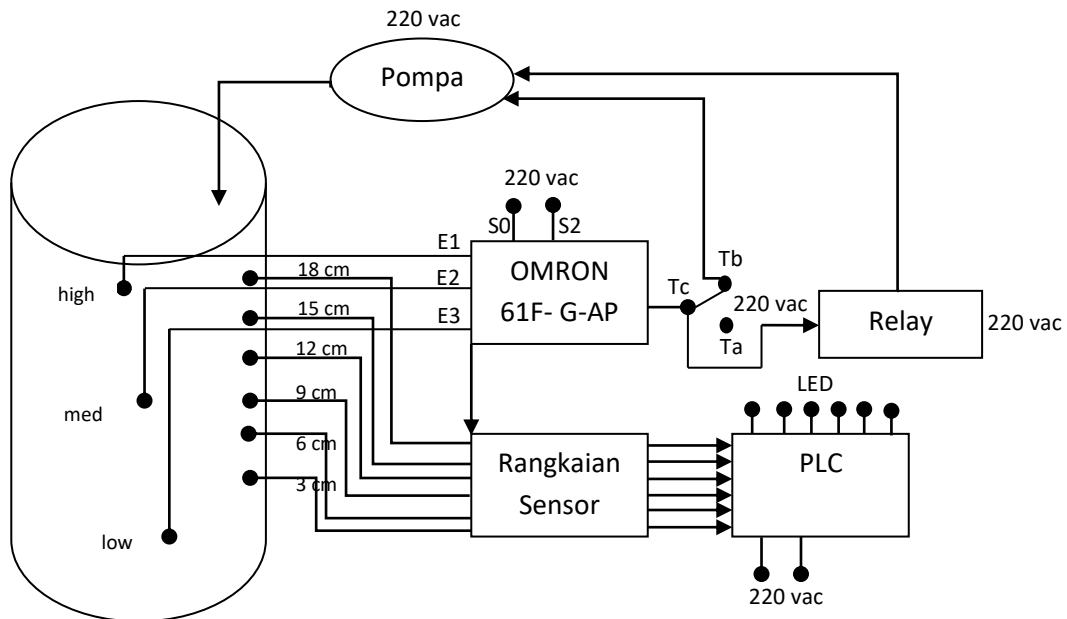 220 vac
Pompa
220 vac
S0
S2
E1
OMRON
E2
61F- G-AP
E3
Tb
Tc
220 vac
Ta
Relay
220 vac
high
18 cm
15 cm
12 cm
9 cm
med
6 cm
3 cm
low
Rangkaian
Sensor
LED
PLC
220 vac